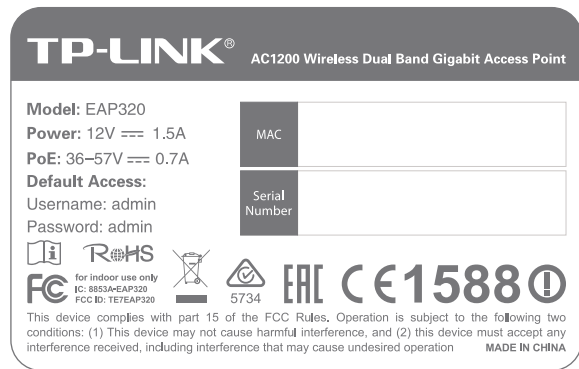 TP-LINK®
AC1200 Wireless Dual Band Gigabit Access Point
Model: EAP320
Power: 12V ⎓ 1.5A
PoE: 36–57V ⎓ 0.7A
Default Access:
Username: admin
Password: admin
MAC
Serial
Number
RoHS
FC
for indoor use only
IC: 8853A-EAP320
FCC ID: TE7EAP320
5734
EAC
CE1588
This device complies with part 15 of the FCC Rules. Operation is subject to the following two
conditions: (1) This device may not cause harmful interference, and (2) this device must accept any
interference received, including interference that may cause undesired operation
MADE IN CHINA